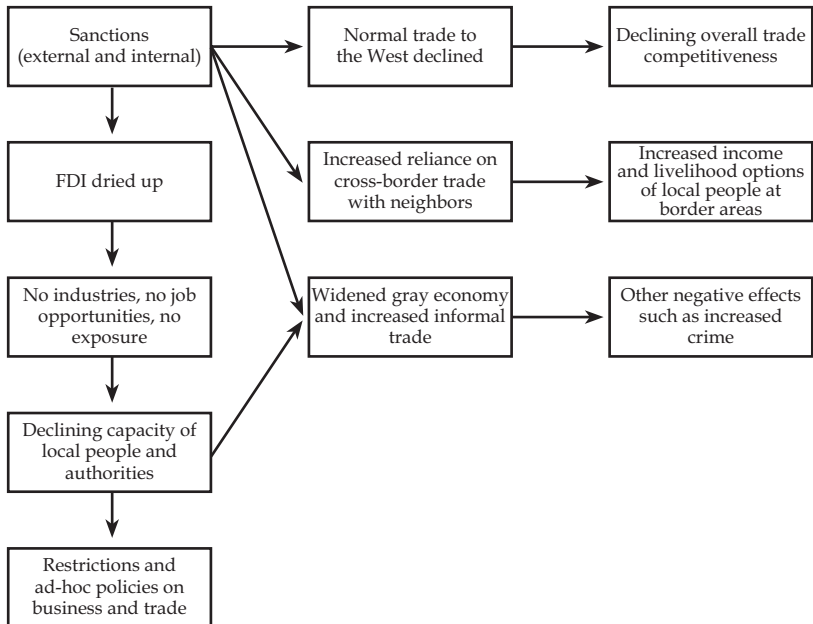 Sanctions
(external and internal)
Normal trade to
the West declined
Declining overall trade
competitiveness
FDI dried up
Increased reliance on
cross-border trade
with neighbors
Increased income
and livelihood options
of local people at
border areas
No industries, no job
opportunities, no
exposure
Widened gray economy
and increased informal
trade
Other negative effects
such as increased
crime
Declining capacity of
local people and
authorities
Restrictions and
ad-hoc policies on
business and trade